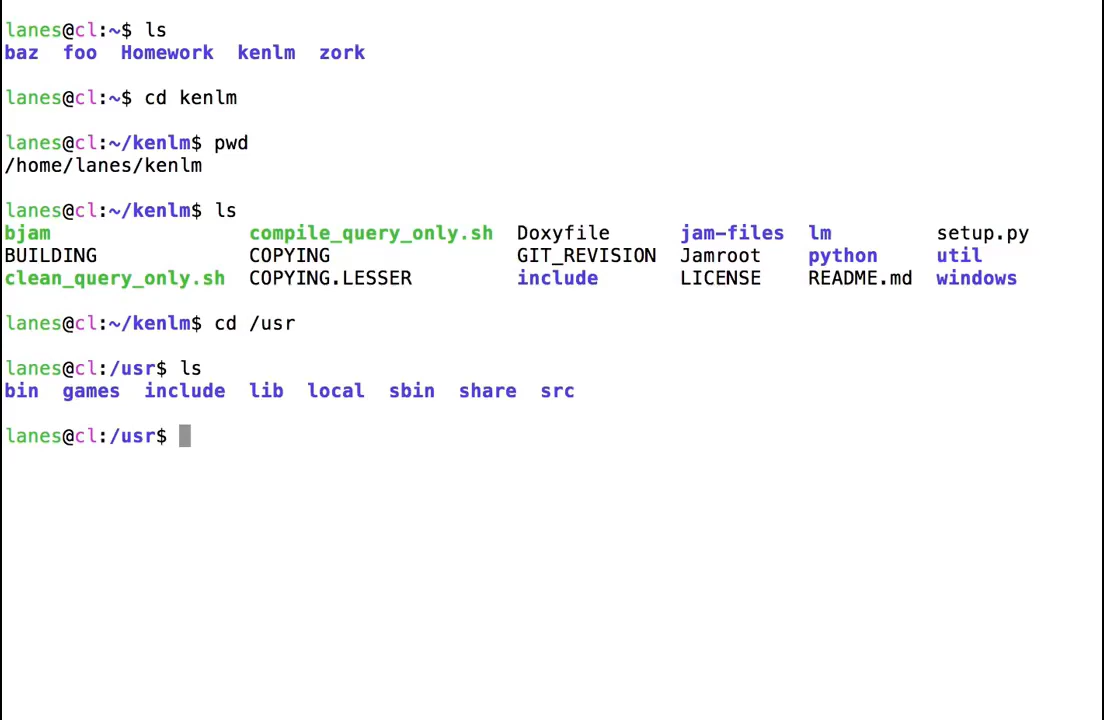 lanes@cl:~$ ls
baz  foo  Homework  kenlm  zork
lanes@cl:~$ cd kenlm
lanes@cl:~/kenlm$ pwd
/home/lanes/kenlm
lanes@cl:~/kenlm$ ls
bjam                 compile_query_only.sh  Doxyfile      jam-files  lm         setup.py
BUILDING             COPYING                GIT_REVISION  Jamroot    python     util
clean_query_only.sh  COPYING.LESSER         include       LICENSE    README.md  windows
lanes@cl:~/kenlm$ cd /usr
lanes@cl:/usr$ ls
bin  games  include  lib  local  sbin  share  src
lanes@cl:/usr$